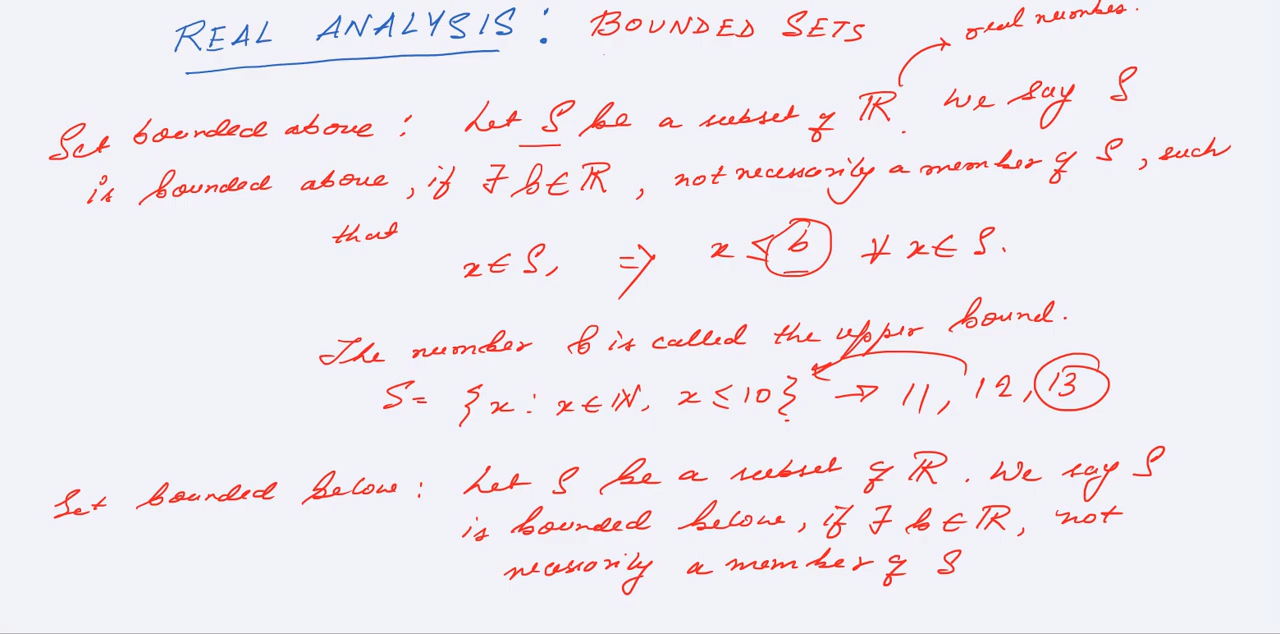 REAL ANALYSIS : BOUNDED SETS
real number.
Set bounded above : Let S be a subset of ℝ. We say S
is bounded above, if ∃ b ∈ ℝ, not necessarily a member of S, such
that
x ∈ S, ⇒ x ≤ b ∀ x ∈ S.
The number b is called the upper bound.
S = {x : x ∈ ℕ, x ≤ 10} → 11, 12, 13
Set bounded below : Let S be a subset of ℝ. We say S
is bounded below, if ∃ b ∈ ℝ, not
necessarily a member of S